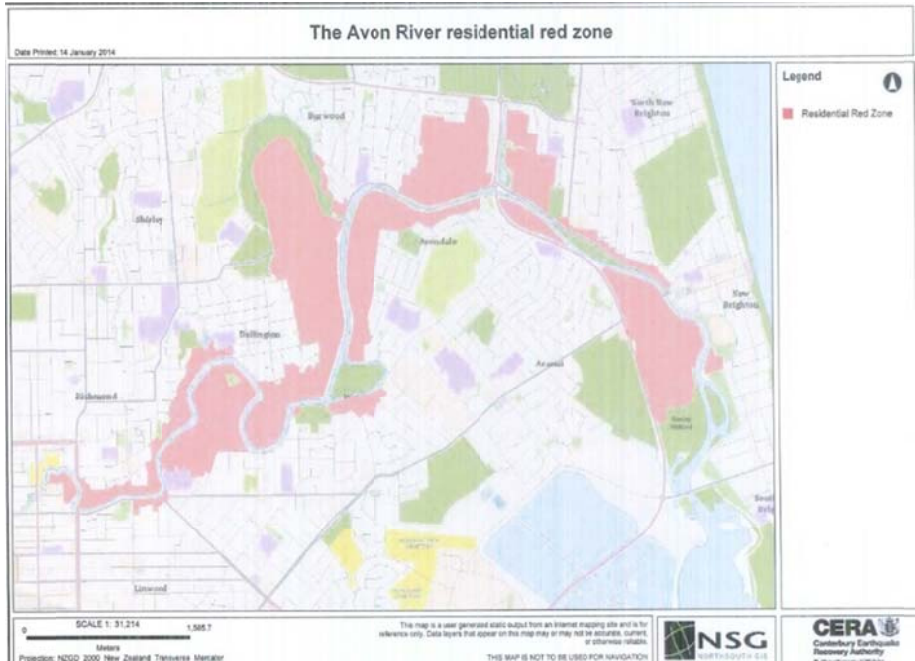 The Avon River residential red zone
Date Printed: 14 January 2014
Legend
Residential Red Zone
North New
Brighton
Burwood
Shirley
Avondale
New
Brighton
Dallington
Aranui
Richmond
Linwood
0
SCALE 1: 31,214
1,585.7
Meters
Projection: NZGD 2000 New Zealand Transverse Mercator
This map is a user generated static output from an internet mapping site and is for
reference only. Data layers that appear on this map may or may not be accurate, current,
or otherwise reliable.
THIS MAP IS NOT TO BE USED FOR NAVIGATION
NSG
NORTHSOUTH GIS
CERA
Canterbury Earthquake
Recovery Authority